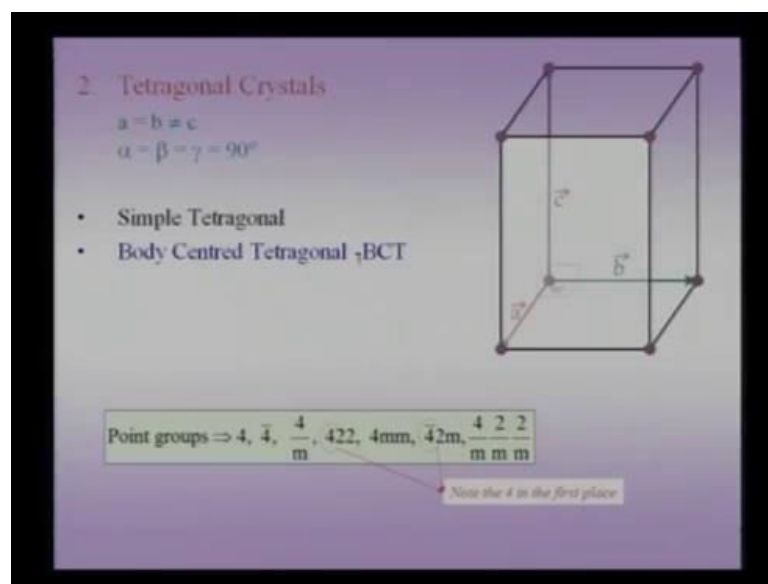 2. Tetragonal Crystals
a = b ≠ c
α = β = γ = 90°
• Simple Tetragonal
• Body Centred Tetragonal - BCT
c⃗
b⃗
a⃗
Point groups ⇒ 4, 4̅, 4/m, 422, 4mm, 4̅2m, 4/m 2/m 2/m
Note the 4 in the first place